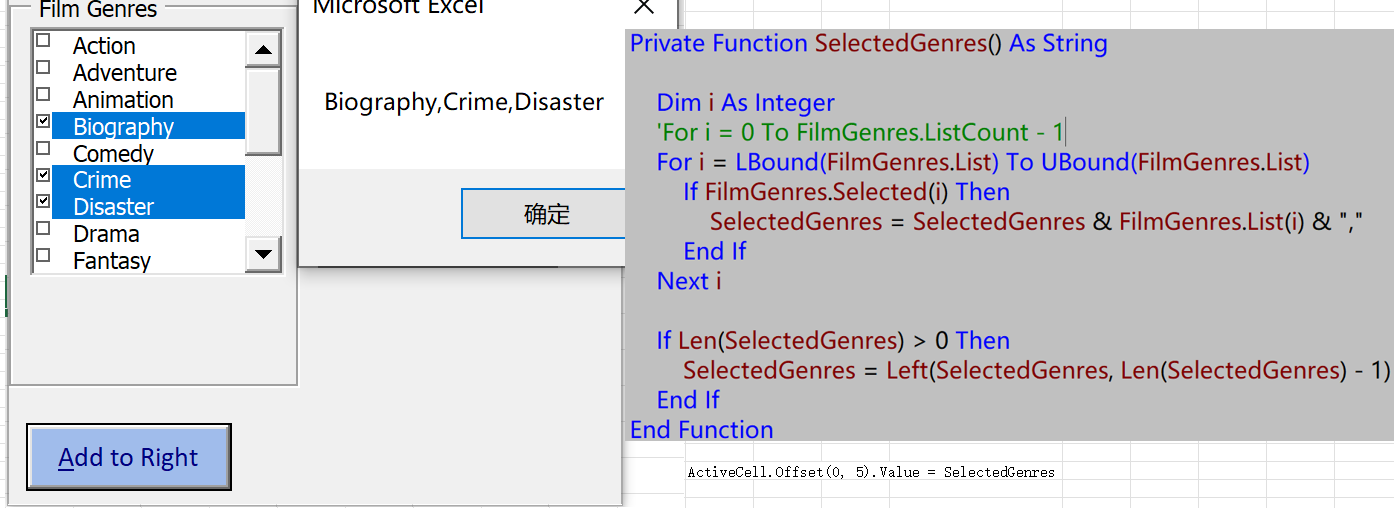 Film Genres
Action
Adventure
Animation
Biography
Comedy
Crime
Disaster
Drama
Fantasy
Add to Right
Microsoft Excel
Biography,Crime,Disaster
确定
Private Function SelectedGenres() As String
Dim i As Integer
'For i = 0 To FilmGenres.ListCount - 1
For i = LBound(FilmGenres.List) To UBound(FilmGenres.List)
If FilmGenres.Selected(i) Then
SelectedGenres = SelectedGenres & FilmGenres.List(i) & ","
End If
Next i
If Len(SelectedGenres) > 0 Then
SelectedGenres = Left(SelectedGenres, Len(SelectedGenres) - 1)
End If
End Function
ActiveCell.Offset(0, 5).Value = SelectedGenres